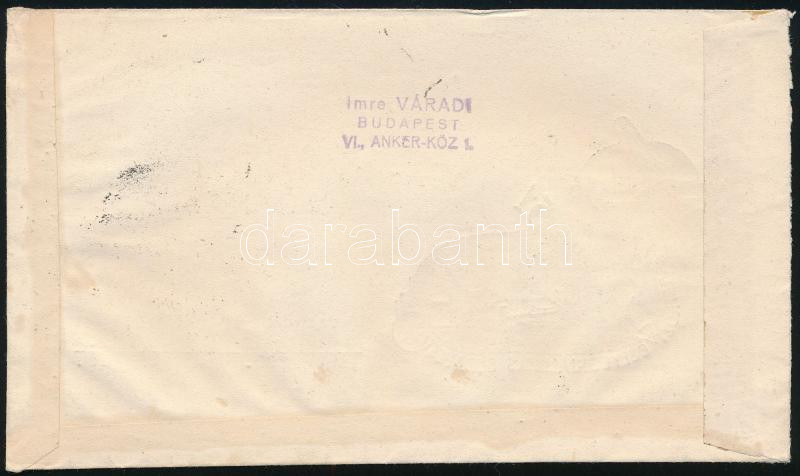 Imre VÁRADI
BUDAPEST
VI., ANKER-KÖZ 1.
darabanth